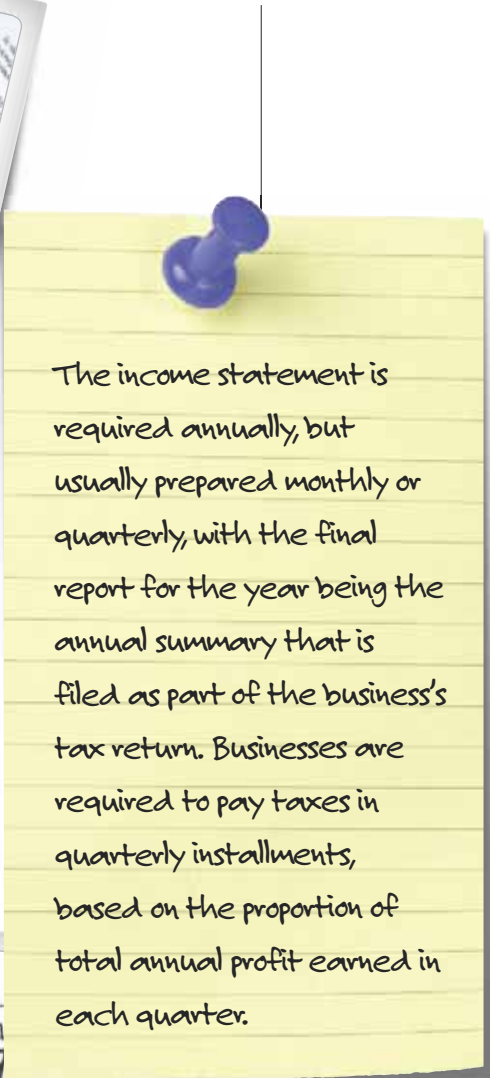 The income statement is
required annually, but
usually prepared monthly or
quarterly, with the final
report for the year being the
annual summary that is
filed as part of the business's
tax return. Businesses are
required to pay taxes in
quarterly installments,
based on the proportion of
total annual profit earned in
each quarter.